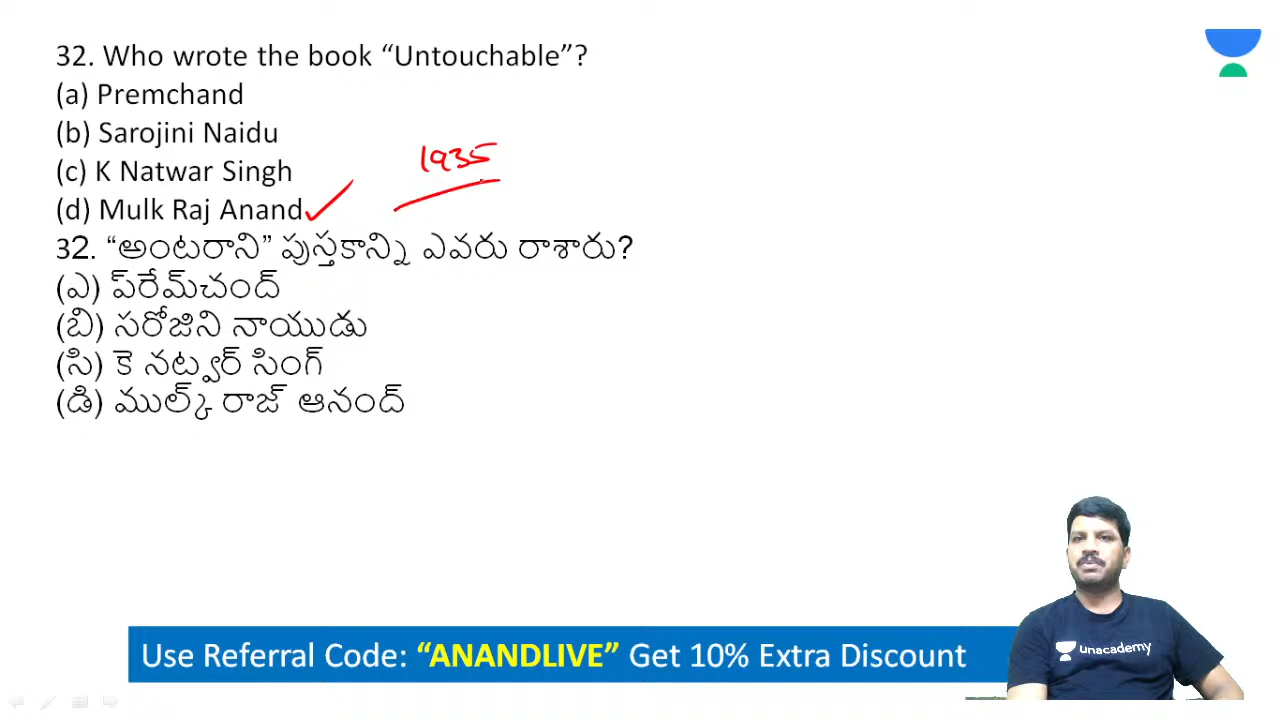 32. Who wrote the book “Untouchable”?
(a) Premchand
(b) Sarojini Naidu
(c) K Natwar Singh
1935
(d) Mulk Raj Anand
32. “అంటరాని” పుస్తకాన్ని ఎవరు రాశారు?
(ఎ) ప్రేమ్‌చంద్
(బి) సరోజిని నాయుడు
(సి) కె నట్వర్ సింగ్
(డి) ముల్క్ రాజ్ ఆనంద్
unacademy
Use Referral Code: “ANANDLIVE” Get 10% Extra Discount